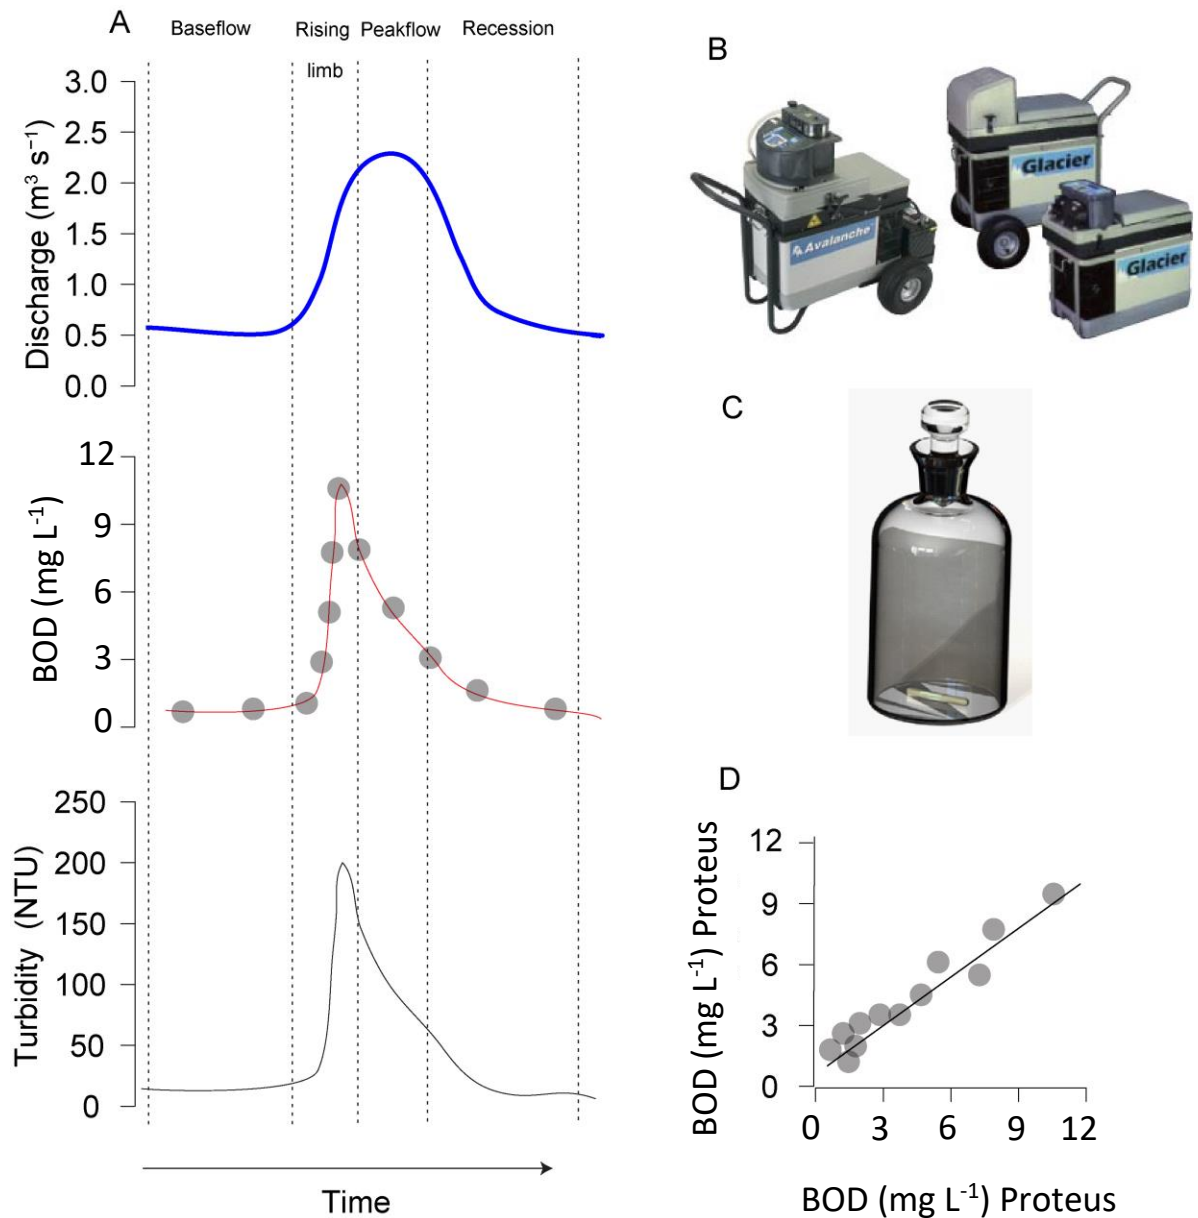 A
Baseflow
Rising
limb
Peakflow
Recession
Discharge (m³ s⁻¹)
3.0
2.5
2.0
1.5
1.0
0.5
0.0
BOD (mg L⁻¹)
12
9
6
3
0
Turbidity (NTU)
250
200
150
100
50
0
Time
B
Avalanche
Glacier
Glacier
C
D
BOD (mg L⁻¹) Proteus
12
9
6
3
0
0 3 6 9 12
BOD (mg L⁻¹) Proteus